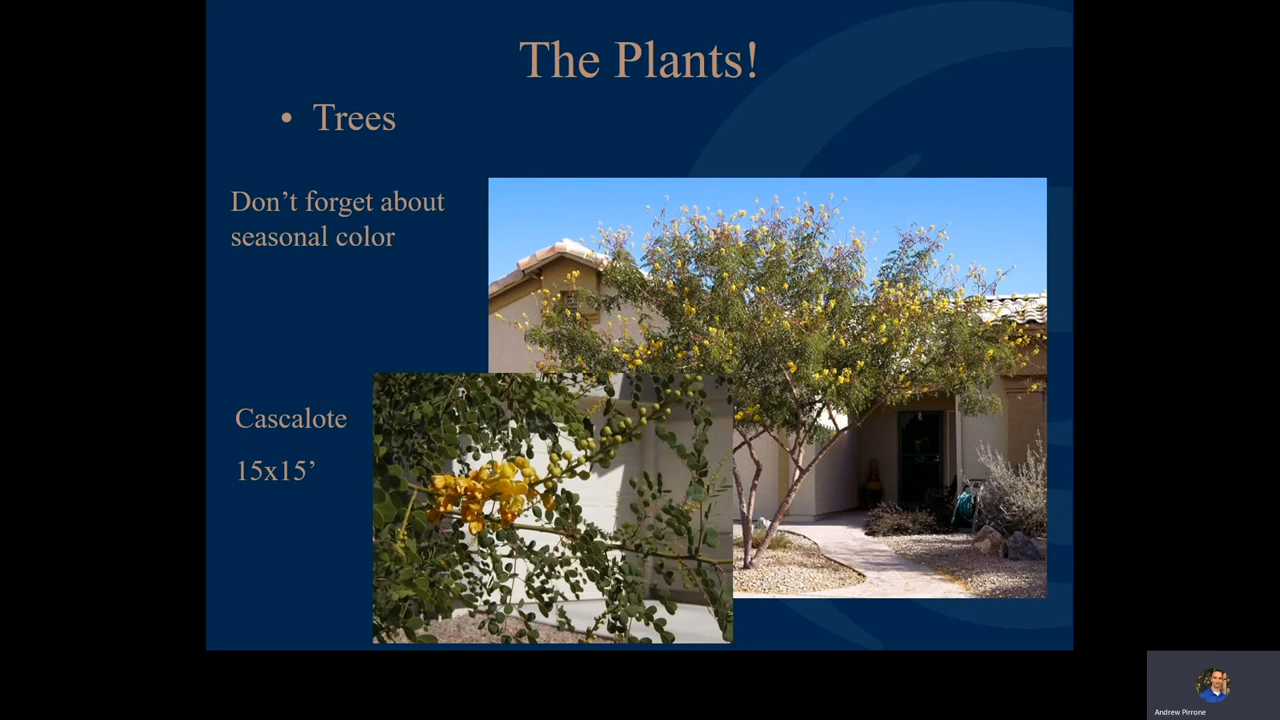 The Plants!
• Trees
Don’t forget about
seasonal color
Cascalote
15x15’
Andrew Pirrone